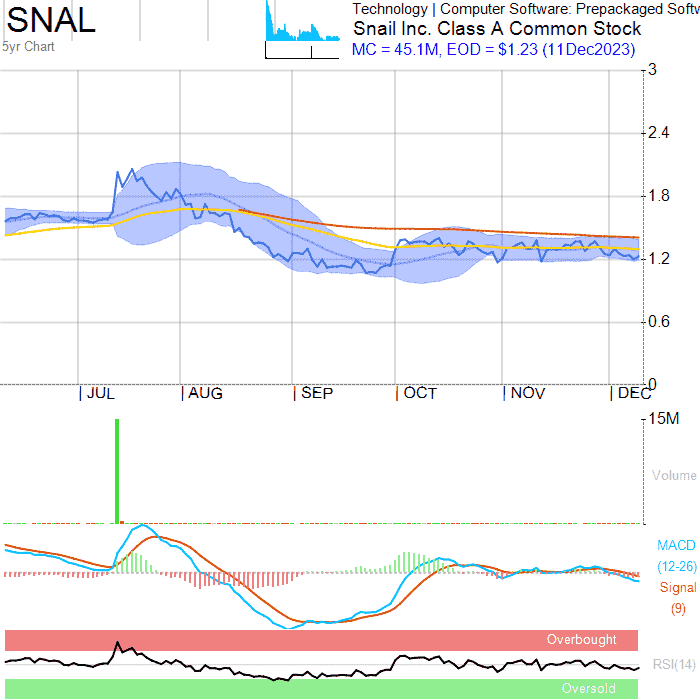 SNAL
5yr Chart
Technology | Computer Software: Prepackaged Softw
Snail Inc. Class A Common Stock
MC = 45.1M, EOD = $1.23 (11Dec2023)
3
2.4
1.8
1.2
0.6
0
| JUL | AUG | SEP | OCT | NOV | DEC
15M
Volume
MACD
(12-26)
Signal
(9)
Overbought
RSI(14)
Oversold